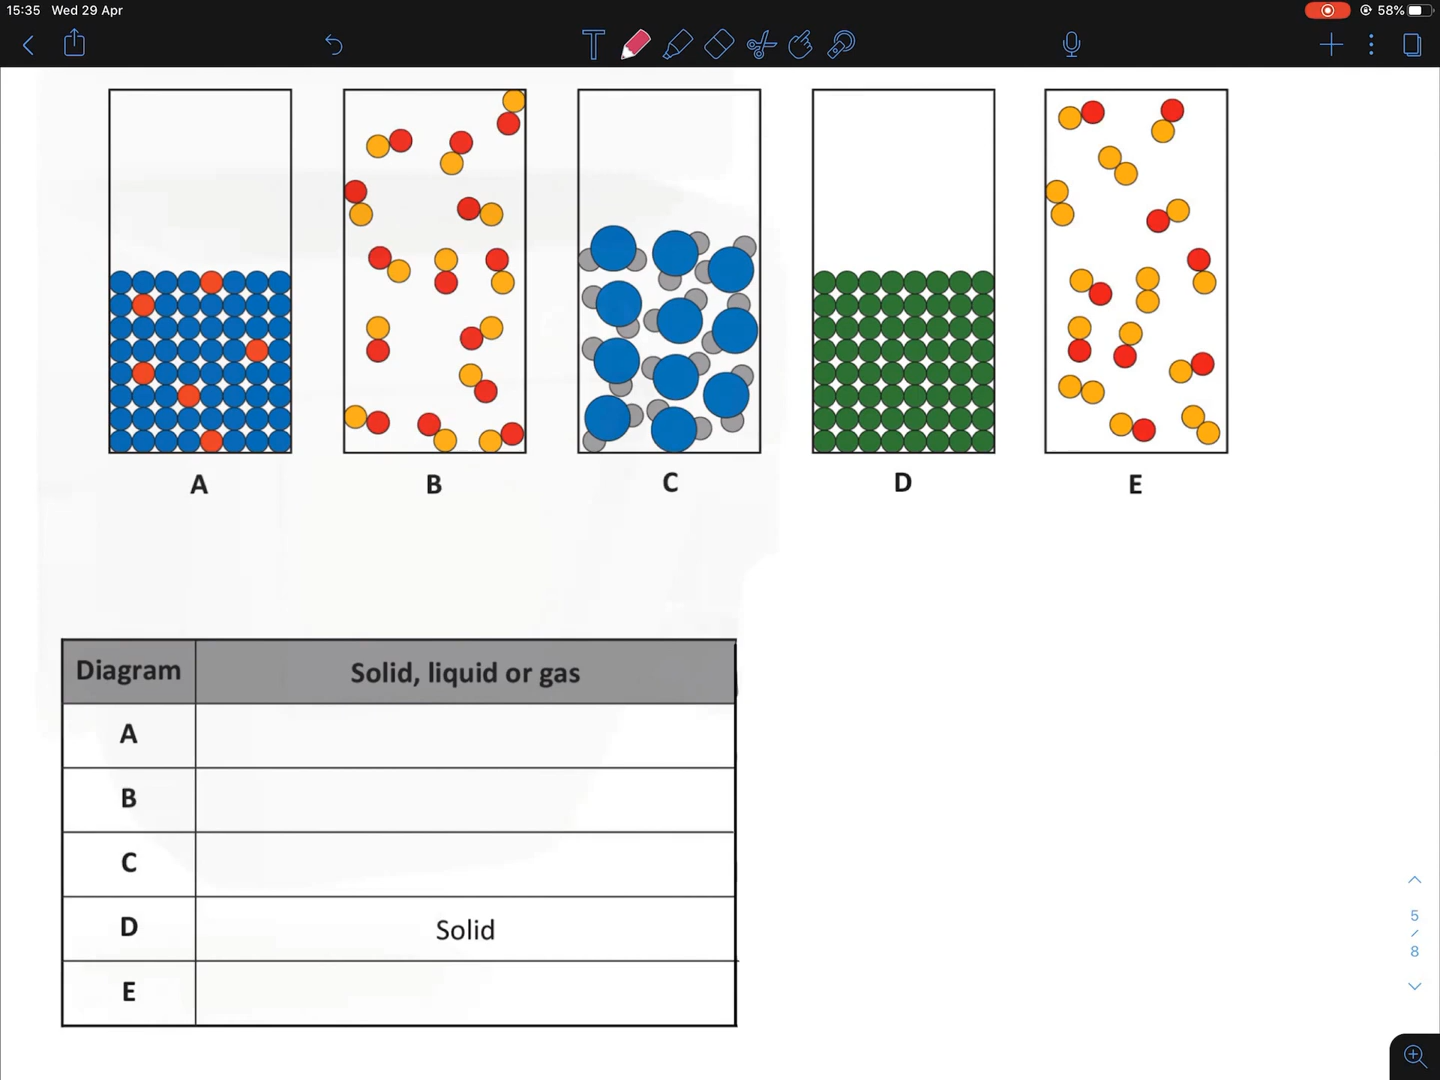 15:35 Wed 29 Apr
58%
T
A
B
C
D
E
Diagram
Solid, liquid or gas
A
B
C
D
Solid
E
5
/
8